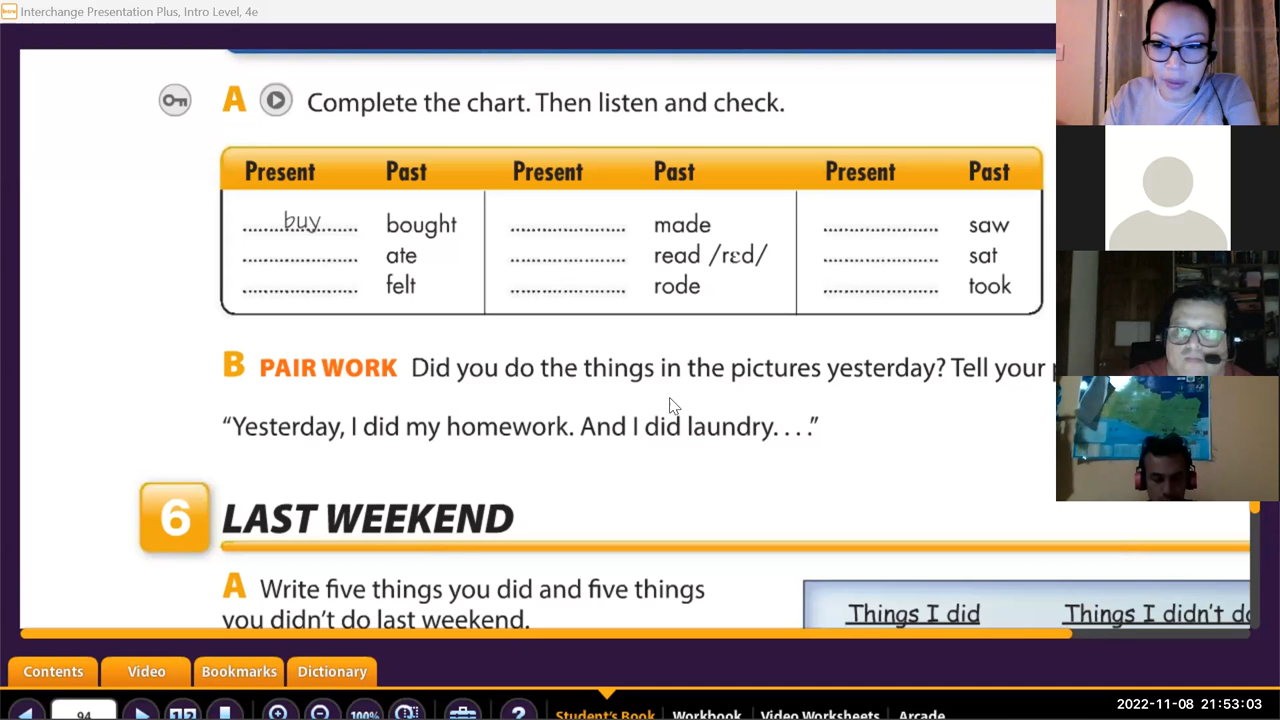 Interchange Presentation Plus, Intro Level, 4e
A Complete the chart. Then listen and check.
Present Past Present Past Present Past
buy bought made saw
ate read /rɛd/ sat
felt rode took
B PAIR WORK Did you do the things in the pictures yesterday? Tell your
“Yesterday, I did my homework. And I did laundry. . . .”
6 LAST WEEKEND
A Write five things you did and five things
you didn’t do last weekend.
Things I did Things I didn't do
Contents Video Bookmarks Dictionary
94 100% ? Student's Book Workbook Video Worksheets Arcade
2022-11-08 21:53:03